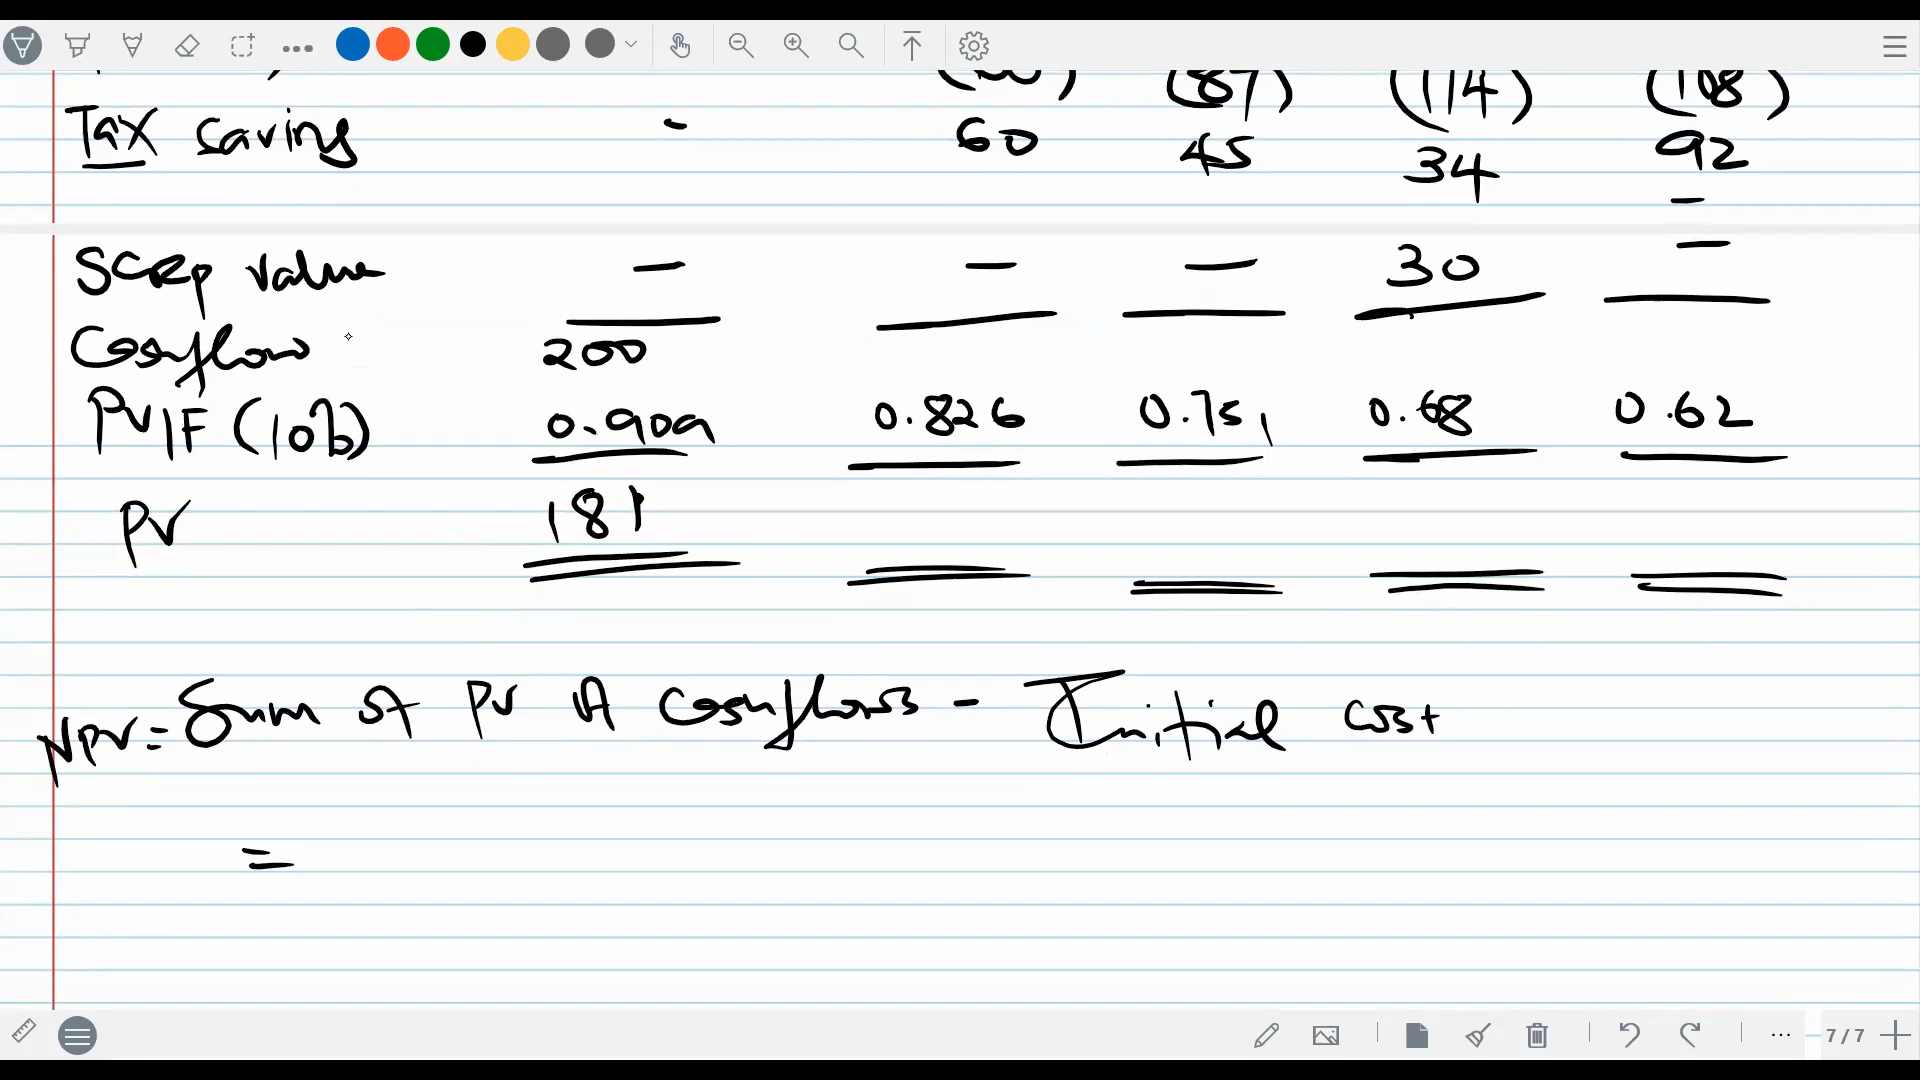 (87) (114) (108)
Tax saving - 60 45 34 92
-
Scrap value - - - 30 -
Cashflow 200
PVIF (10%) 0.909 0.826 0.751 0.68 0.62
PV 181
NPV = Sum of PV of cashflows - Initial cost
=
7 / 7